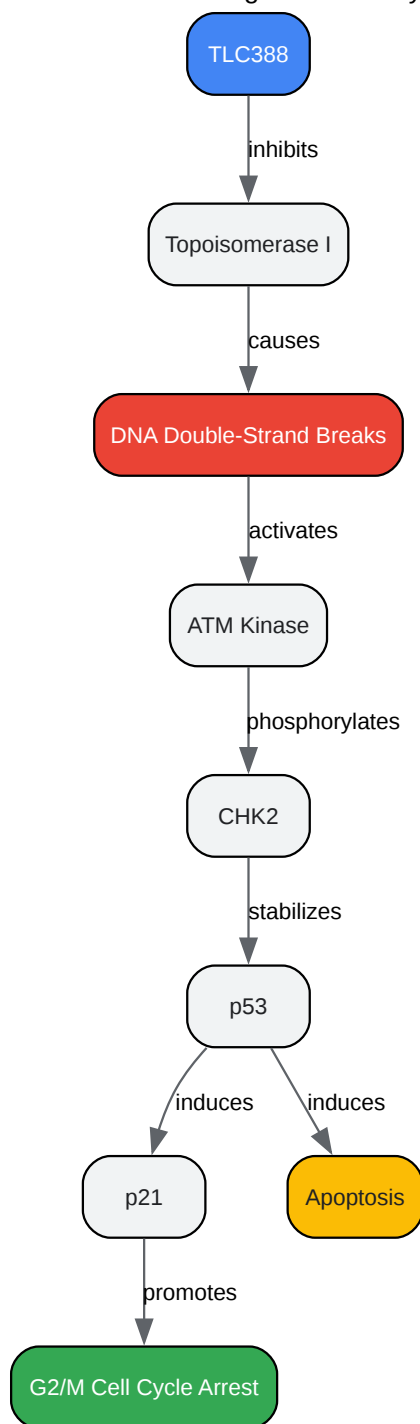 TLC388
inhibits
Topoisomerase I
causes
DNA Double-Strand Breaks
activates
ATM Kinase
phosphorylates
CHK2
stabilizes
p53
induces
induces
p21
Apoptosis
promotes
G2/M Cell Cycle Arrest